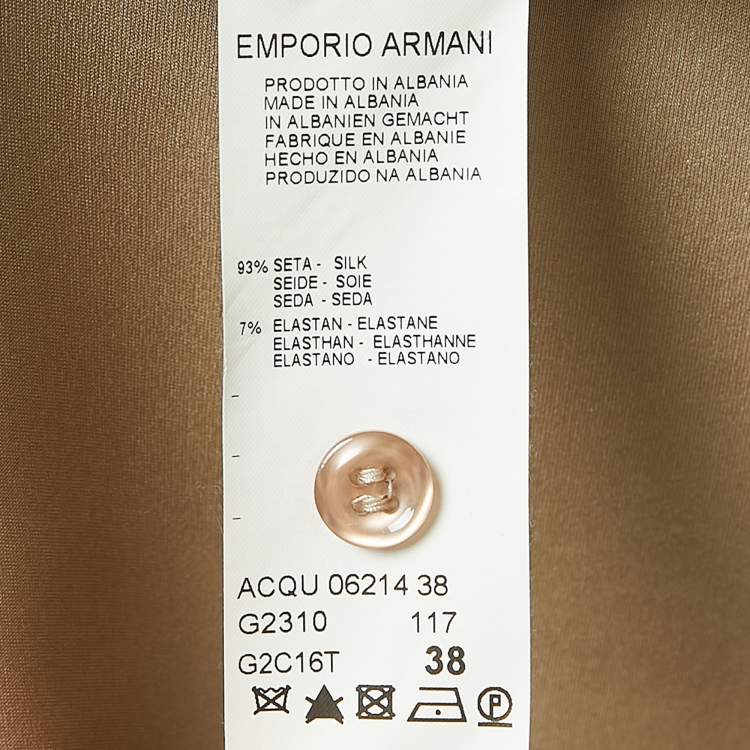 EMPORIO ARMANI
PRODOTTO IN ALBANIA
MADE IN ALBANIA
IN ALBANIEN GEMACHT
FABRIQUE EN ALBANIE
HECHO EN ALBANIA
PRODUZIDO NA ALBANIA
93% SETA - SILK
SEIDE - SOIE
SEDA - SEDA
7% ELASTAN - ELASTANE
ELASTHAN - ELASTHANNE
ELASTANO - ELASTANO
ACQU 06214 38
G2310 117
G2C16T 38
P